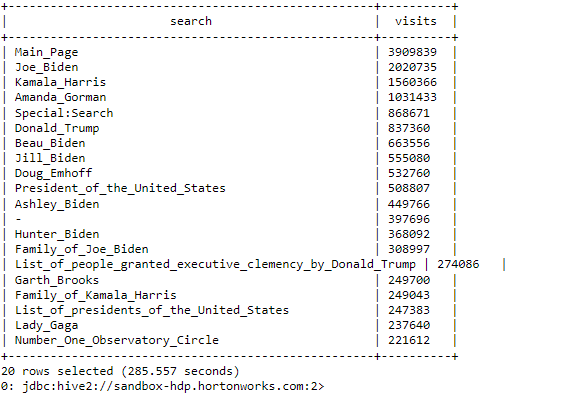 +--------------------------------------------------+----------+
| search | visits |
+--------------------------------------------------+----------+
| Main_Page | 3909839 |
| Joe_Biden | 2020735 |
| Kamala_Harris | 1560366 |
| Amanda_Gorman | 1031433 |
| Special:Search | 868671 |
| Donald_Trump | 837360 |
| Beau_Biden | 663556 |
| Jill_Biden | 555080 |
| Doug_Emhoff | 532760 |
| President_of_the_United_States | 508807 |
| Ashley_Biden | 449766 |
| - | 397696 |
| Hunter_Biden | 368092 |
| Family_of_Joe_Biden | 308997 |
| List_of_people_granted_executive_clemency_by_Donald_Trump | 274086 |
| Garth_Brooks | 249700 |
| Family_of_Kamala_Harris | 249043 |
| List_of_presidents_of_the_United_States | 247383 |
| Lady_Gaga | 237640 |
| Number_One_Observatory_Circle | 221612 |
+--------------------------------------------------+----------+
20 rows selected (285.557 seconds)
0: jdbc:hive2://sandbox-hdp.hortonworks.com:2>